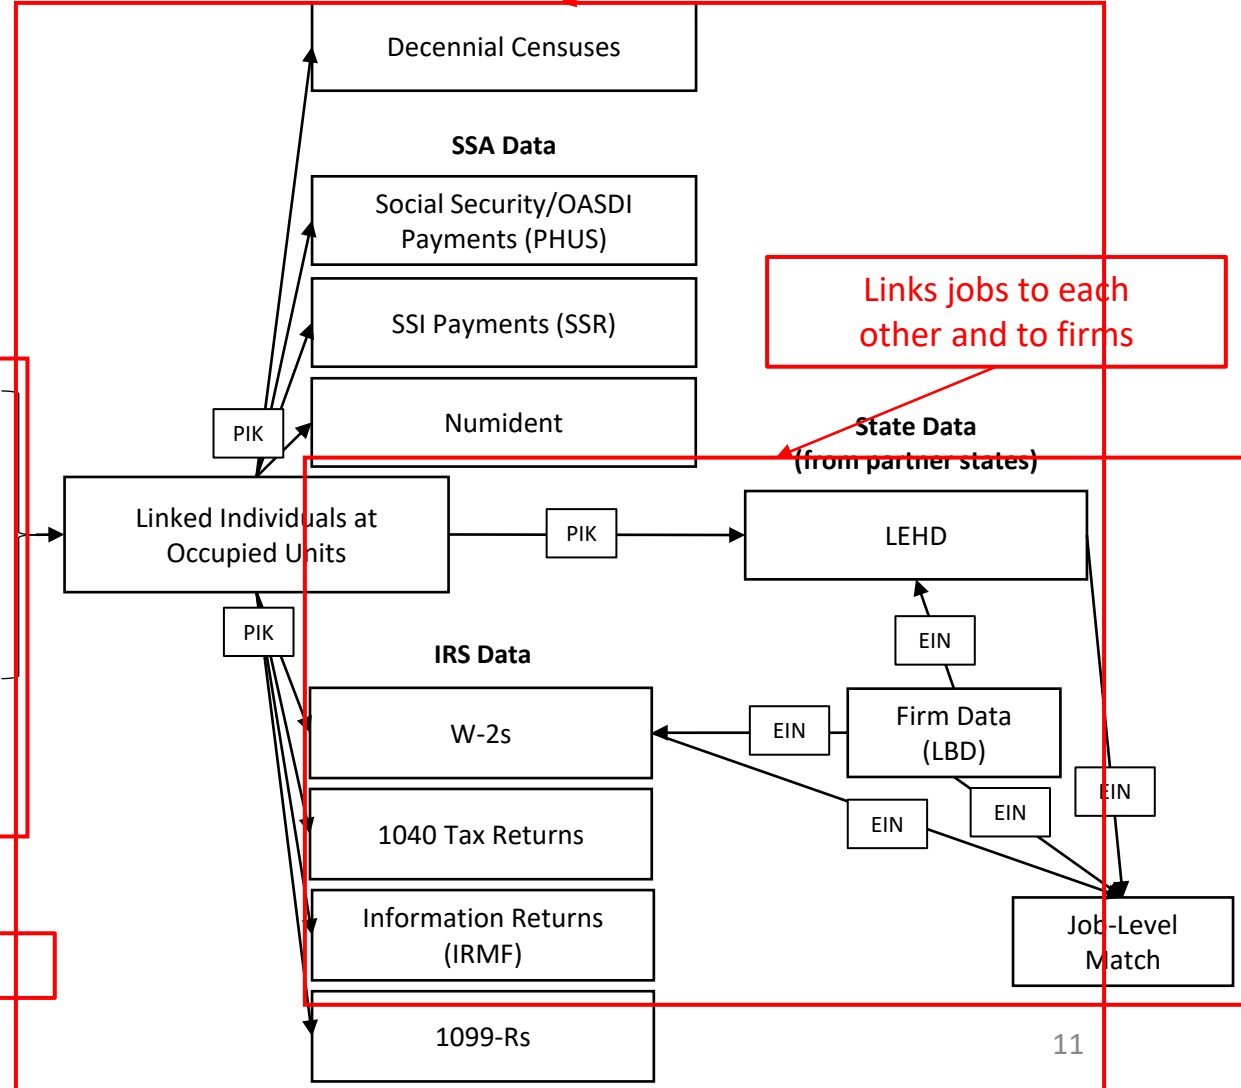 Decennial Censuses
SSA Data
Social Security/OASDI
Payments (PHUS)
Links jobs to each
other and to firms
SSI Payments (SSR)
Numident
PIK
State Data
(from partner states)
Linked Individuals at
Occupied Units
PIK
LEHD
PIK
EIN
IRS Data
W-2s
EIN
Firm Data
(LBD)
EIN
EIN
EIN
1040 Tax Returns
Information Returns
(IRMF)
Job-Level
Match
1099-Rs
11